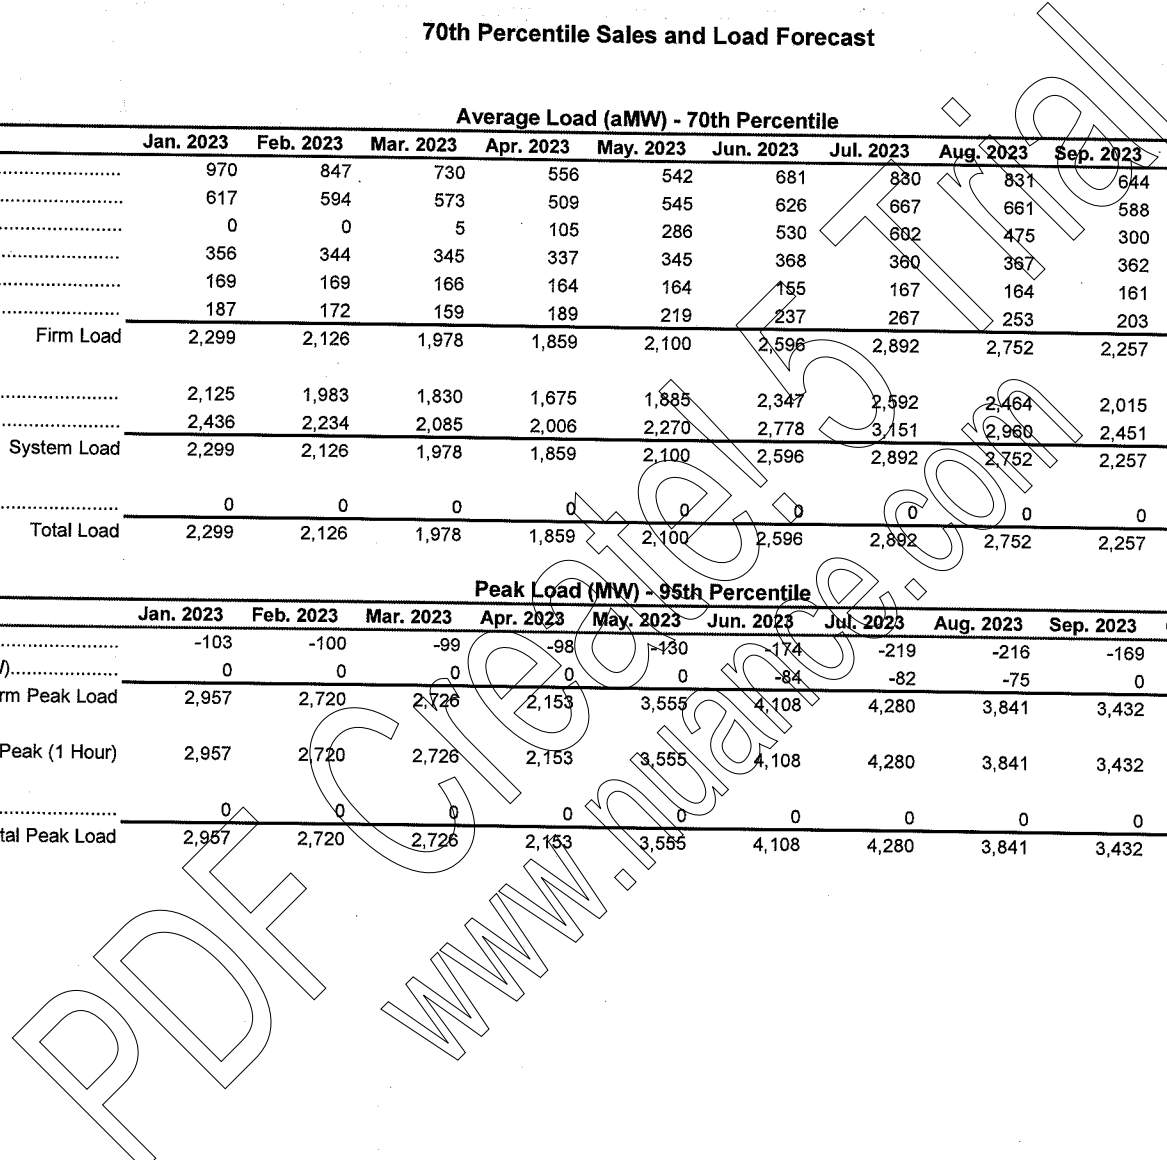 70th Percentile Sales and Load Forecast
Average Load (aMW) - 70th Percentile
Jan. 2023 Feb. 2023 Mar. 2023 Apr. 2023 May. 2023 Jun. 2023 Jul. 2023 Aug. 2023 Sep. 2023
970 847 730 556 542 681 830 831 644
617 594 573 509 545 626 667 661 588
0 0 5 105 286 530 602 475 300
356 344 345 337 345 368 360 367 362
169 169 166 164 164 155 167 164 161
187 172 159 189 219 237 267 253 203
Firm Load 2,299 2,126 1,978 1,859 2,100 2,596 2,892 2,752 2,257
2,125 1,983 1,830 1,675 1,885 2,347 2,592 2,464 2,015
2,436 2,234 2,085 2,006 2,270 2,778 3,151 2,960 2,451
System Load 2,299 2,126 1,978 1,859 2,100 2,596 2,892 2,752 2,257
0 0 0 0 0 0 0 0 0
Total Load 2,299 2,126 1,978 1,859 2,100 2,596 2,892 2,752 2,257
Peak Load (MW) - 95th Percentile
Jan. 2023 Feb. 2023 Mar. 2023 Apr. 2023 May. 2023 Jun. 2023 Jul. 2023 Aug. 2023 Sep. 2023
-103 -100 -99 -98 -130 -174 -219 -216 -169
).................... 0 0 0 0 0 -84 -82 -75 0
rm Peak Load 2,957 2,720 2,726 2,153 3,555 4,108 4,280 3,841 3,432
Peak (1 Hour) 2,957 2,720 2,726 2,153 3,555 4,108 4,280 3,841 3,432
0 0 0 0 0 0 0 0 0
tal Peak Load 2,957 2,720 2,726 2,153 3,555 4,108 4,280 3,841 3,432
PDF Create! 5 Trial
www.nuance.com